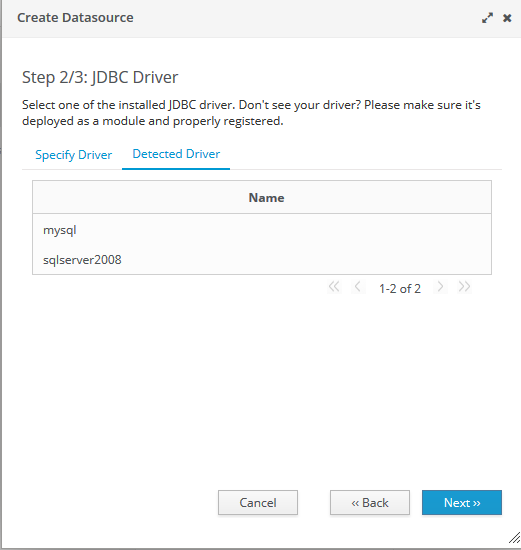 Create Datasource
Step 2/3: JDBC Driver
Select one of the installed JDBC driver. Don't see your driver? Please make sure it's
deployed as a module and properly registered.
Specify Driver Detected Driver
Name
mysql
sqlserver2008
1-2 of 2
Cancel ‹‹ Back Next ››